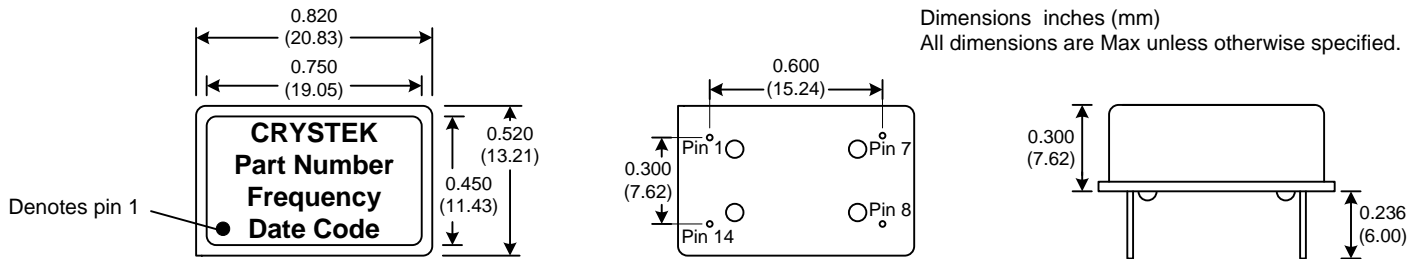 Dimensions inches (mm)
All dimensions are Max unless otherwise specified.
0.820
(20.83)
0.750
(19.05)
CRYSTEK
Part Number
Frequency
Date Code
0.520
(13.21)
0.450
(11.43)
Denotes pin 1
0.600
(15.24)
Pin 1
Pin 7
0.300
(7.62)
Pin 8
Pin 14
0.300
(7.62)
0.236
(6.00)